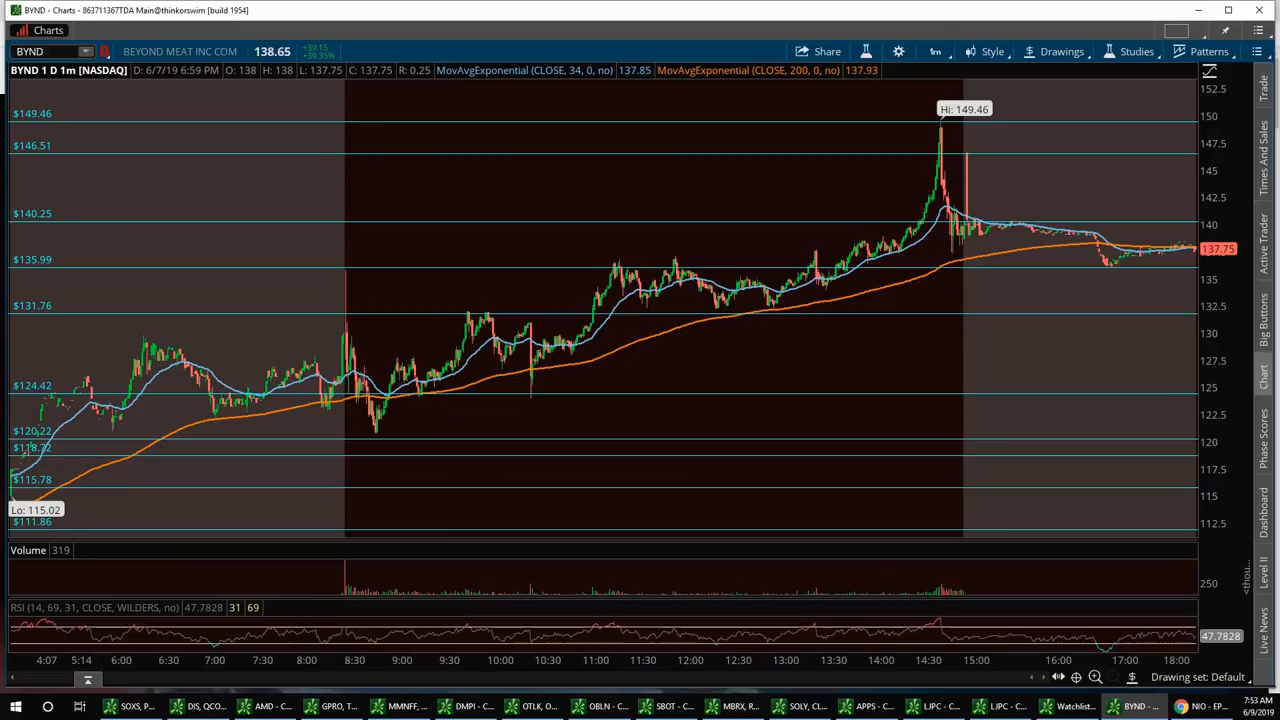 BYND - Charts - 863711367TDA Main@thinkorswim [build 1954]
Charts
BYND BEYOND MEAT INC COM 138.65 +39.15 +39.35% Share 1m Style Drawings Studies Patterns
BYND 1 D 1m [NASDAQ] D: 6/7/19 6:59 PM O: 138 H: 138 L: 137.75 C: 137.75 R: 0.25 MovAvgExponential (CLOSE, 34, 0, no) 137.85 MovAvgExponential (CLOSE, 200, 0, no) 137.93
152.5
$149.46 Hi: 149.46 150
$146.51 147.5
145
142.5
$140.25 140
137.75
$135.99 135
$131.76 132.5
130
127.5
$124.42 125
122.5
$120.22 120
$118.72 117.5
$115.78 115
Lo: 115.02
$111.86 112.5
Volume 319
250
<thou...
RSI (14, 69, 31, CLOSE, WILDERS, no) 47.7828 31 69
47.7828
4:07 5:14 6:00 6:30 7:00 7:30 8:00 8:30 9:00 9:30 10:00 10:30 11:00 11:30 12:00 12:30 13:00 13:30 14:00 14:30 15:00 16:00 17:00 18:00
Drawing set: Default
Trade
Times And Sales
Active Trader
Big Buttons
Chart
Phase Scores
Dashboard
Level II
Live News
SOXS, P... DIS, QCO... AMD - C... GPRO, T... MMNFF, ... DMPI - C... OTLK, O... OBLN - C... SBOT - C... MBRX, R... SOLY, CL... APPS - C... LJPC - C... LJPC - C... Watchlist... BYND - ... NIO - EP...
7:53 AM
6/9/2019